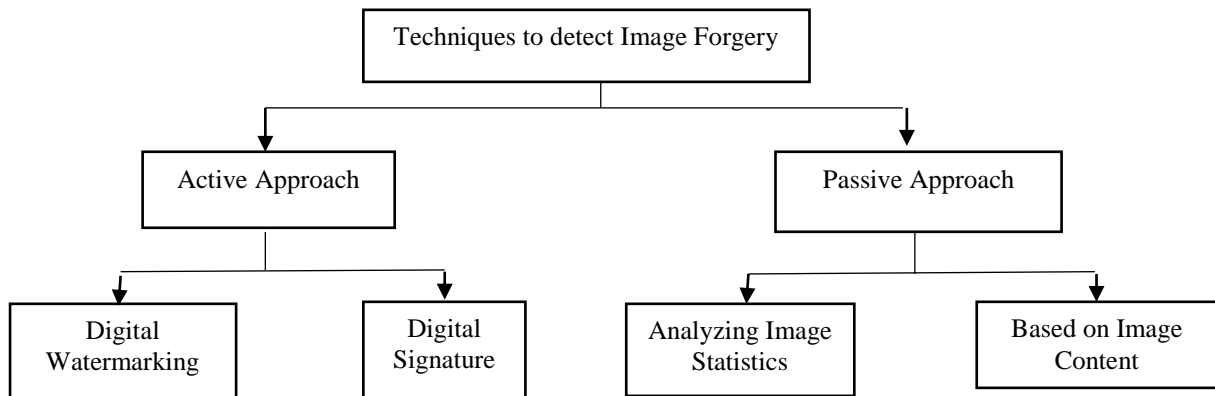 Techniques to detect Image Forgery
Active Approach
Passive Approach
Digital
Watermarking
Digital
Signature
Analyzing Image
Statistics
Based on Image
Content